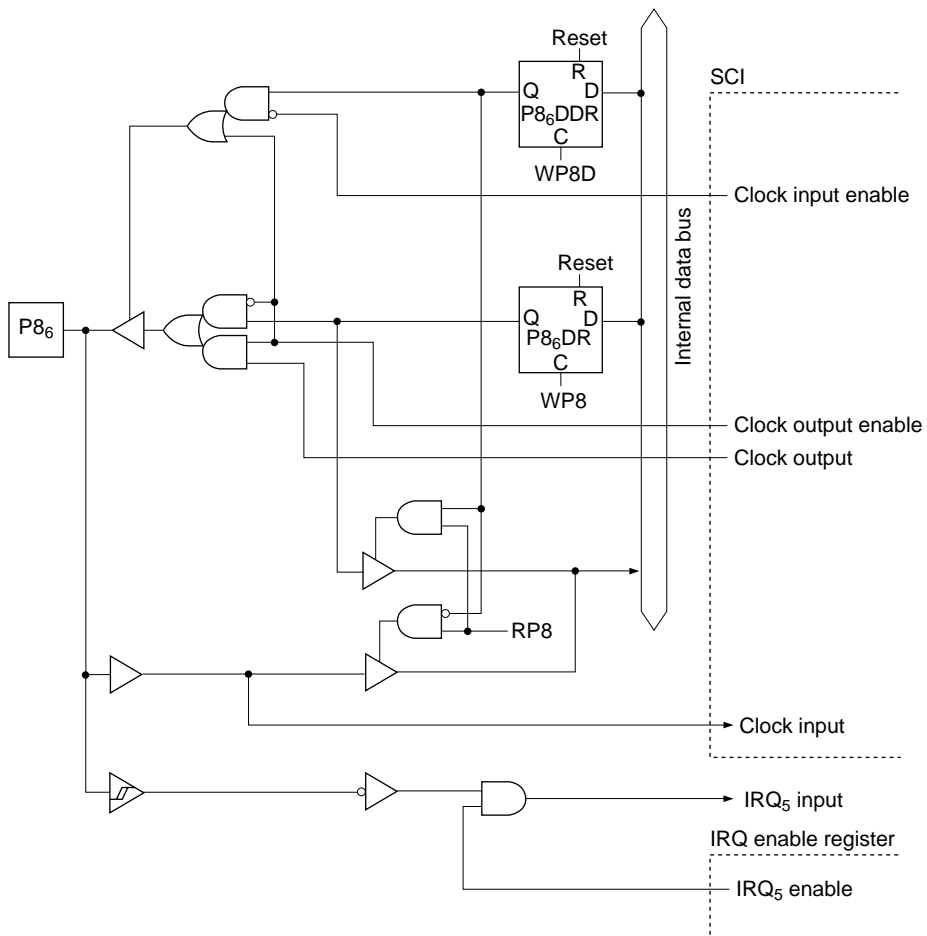 Reset
R
Q
D
P8₆DDR
C
WP8D
SCI
Clock input enable
Internal data bus
Reset
R
Q
D
P8₆DR
C
WP8
P8₆
Clock output enable
Clock output
RP8
Clock input
IRQ₅ input
IRQ enable register
IRQ₅ enable